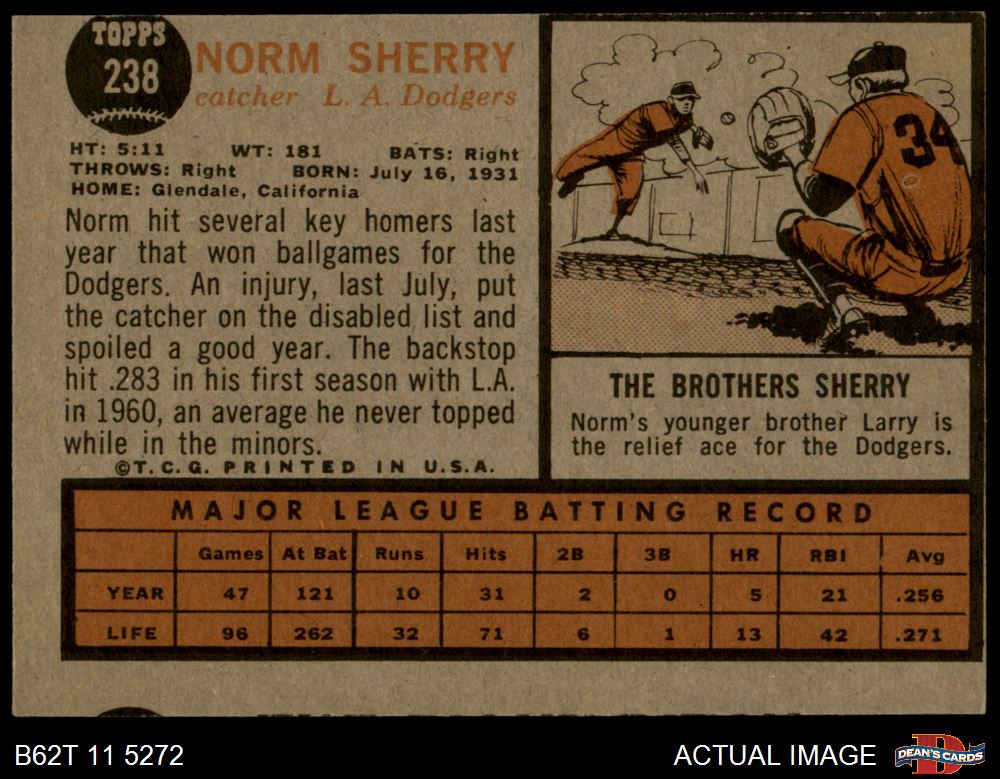 TOPPS
238
NORM SHERRY
catcher L. A. Dodgers
HT: 5:11 WT: 181 BATS: Right
THROWS: Right BORN: July 16, 1931
HOME: Glendale, California
Norm hit several key homers last
year that won ballgames for the
Dodgers. An injury, last July, put
the catcher on the disabled list and
spoiled a good year. The backstop
hit .283 in his first season with L.A.
in 1960, an average he never topped
while in the minors.
©T.C.G. PRINTED IN U.S.A.
34
THE BROTHERS SHERRY
Norm's younger brother Larry is
the relief ace for the Dodgers.
MAJOR LEAGUE BATTING RECORD
Games At Bat Runs Hits 2B 3B HR RBI Avg
YEAR 47 121 10 31 2 0 5 21 .256
LIFE 96 262 32 71 6 1 13 42 .271
B62T 11 5272
ACTUAL IMAGE
DEAN'S CARDS